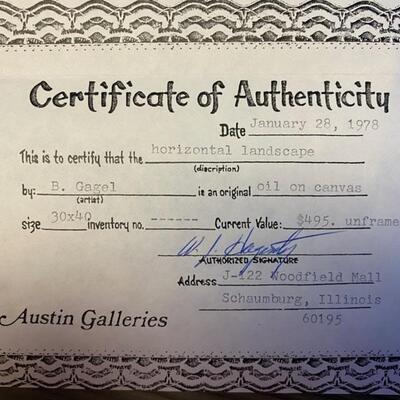 Certificate of Authenticity
Date January 28, 1978
This is to certify that the horizontal landscape
(discription)
by: B. Gagel is an original oil on canvas
(artist)
size 30x40 inventory no. ------ Current Value: $495. unframe
AUTHORIZED SIGNATURE
Address J-122 Woodfield Mall
Schaumburg, Illinois
Austin Galleries 60195